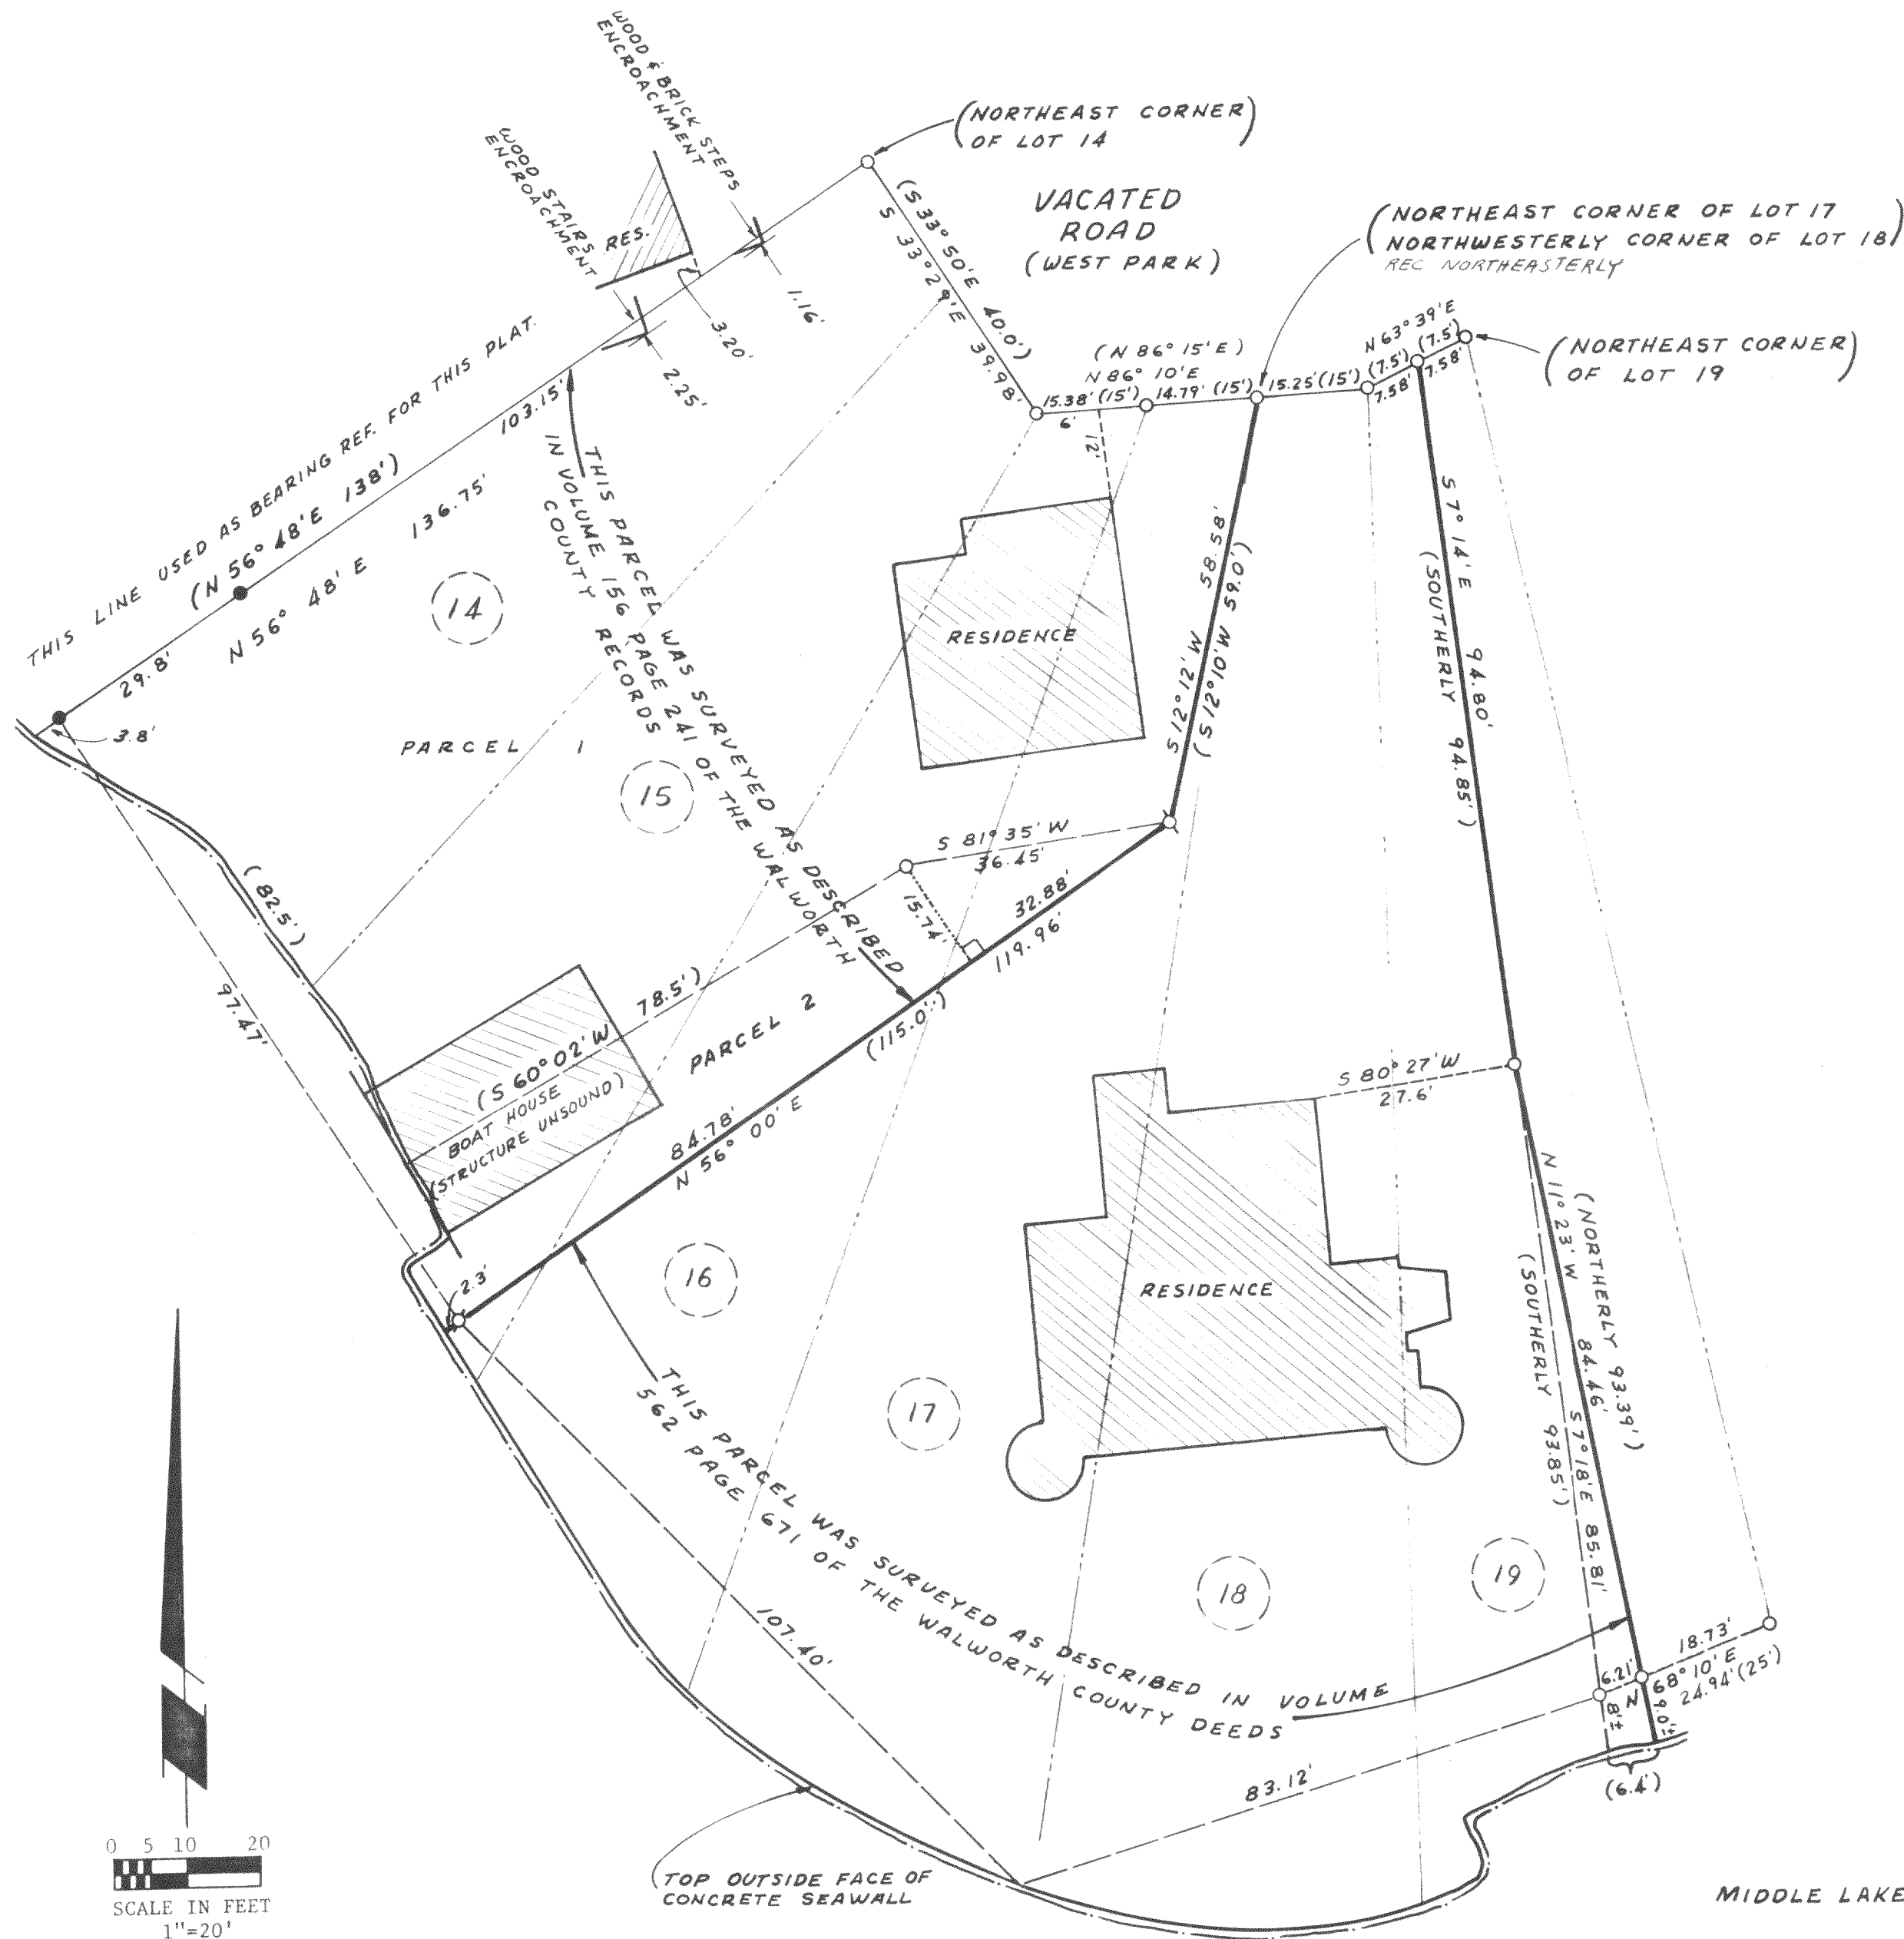 WOOD & BRICK STEPS
ENCROACHMENT
WOOD STAIRS
ENCROACHMENT
RES.
(NORTHEAST CORNER
OF LOT 14)
VACATED
ROAD
(WEST PARK)
(NORTHEAST CORNER OF LOT 17
NORTHWESTERLY CORNER OF LOT 18)
REC NORTHEASTERLY
(NORTHEAST CORNER
OF LOT 19)
(S 33° 50' E 40.0')
S 33° 29' E 39.98'
1.16'
3.20'
2.25'
(N 86° 15' E)
N 86° 10' E
15.38' (15')
14.79' (15')
15.25' (15')
6'
12'
N 63° 39' E
(7.5') (7.5')
7.58' 7.58'
THIS LINE USED AS BEARING REF. FOR THIS PLAT.
103.15'
(N 56° 48' E 138')
N 56° 48' E 136.75'
29.8'
3.8'
14
THIS PARCEL WAS SURVEYED AS DESCRIBED
IN VOLUME 156 PAGE 241 OF THE WALWORTH
COUNTY RECORDS
PARCEL 1
15
RESIDENCE
S 12° 12' W 58.58'
(S 12° 10' W 59.0')
S 7° 14' E 94.80'
(SOUTHERLY 94.85')
S 81° 35' W
36.45'
15.74'
32.88'
119.96'
(115.0')
(82.5')
97.47'
(S 60° 02' W 78.5')
BOAT HOUSE
(STRUCTURE UNSOUND)
PARCEL 2
84.78'
N 56° 00' E
2.3'
S 80° 27' W
27.6'
N 11° 23' W 84.46'
(NORTHERLY 93.39')
(SOUTHERLY 93.85')
S 7° 18' E 85.81'
16
RESIDENCE
17
THIS PARCEL WAS SURVEYED AS DESCRIBED IN VOLUME
562 PAGE 671 OF THE WALWORTH COUNTY DEEDS
18
19
107.40'
83.12'
18.73'
6.21'
N 68° 10' E
24.94' (25')
8'±
9.0'±
(6.4')
TOP OUTSIDE FACE OF
CONCRETE SEAWALL
0 5 10 20
SCALE IN FEET
1"=20'
MIDDLE LAKE